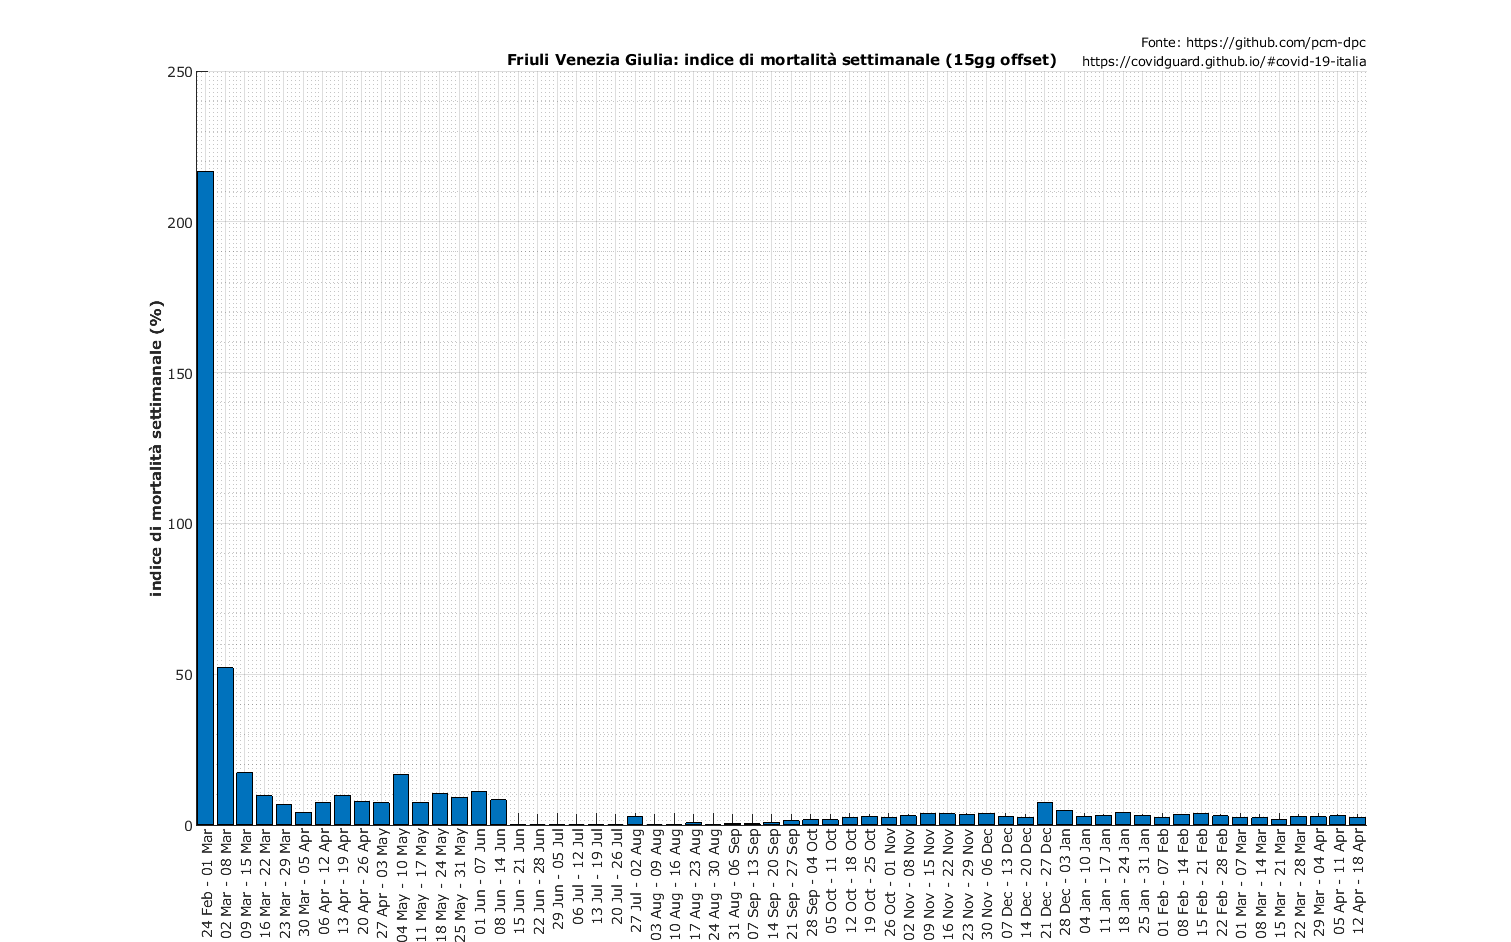 Fonte: https://github.com/pcm-dpc
Friuli Venezia Giulia: indice di mortalità settimanale (15gg offset)
https://covidguard.github.io/#covid-19-italia
indice di mortalità settimanale (%)
250
200
150
100
50
0
24 Feb - 01 Mar
02 Mar - 08 Mar
09 Mar - 15 Mar
16 Mar - 22 Mar
23 Mar - 29 Mar
30 Mar - 05 Apr
06 Apr - 12 Apr
13 Apr - 19 Apr
20 Apr - 26 Apr
27 Apr - 03 May
04 May - 10 May
11 May - 17 May
18 May - 24 May
25 May - 31 May
01 Jun - 07 Jun
08 Jun - 14 Jun
15 Jun - 21 Jun
22 Jun - 28 Jun
29 Jun - 05 Jul
06 Jul - 12 Jul
13 Jul - 19 Jul
20 Jul - 26 Jul
27 Jul - 02 Aug
03 Aug - 09 Aug
10 Aug - 16 Aug
17 Aug - 23 Aug
24 Aug - 30 Aug
31 Aug - 06 Sep
07 Sep - 13 Sep
14 Sep - 20 Sep
21 Sep - 27 Sep
28 Sep - 04 Oct
05 Oct - 11 Oct
12 Oct - 18 Oct
19 Oct - 25 Oct
26 Oct - 01 Nov
02 Nov - 08 Nov
09 Nov - 15 Nov
16 Nov - 22 Nov
23 Nov - 29 Nov
30 Nov - 06 Dec
07 Dec - 13 Dec
14 Dec - 20 Dec
21 Dec - 27 Dec
28 Dec - 03 Jan
04 Jan - 10 Jan
11 Jan - 17 Jan
18 Jan - 24 Jan
25 Jan - 31 Jan
01 Feb - 07 Feb
08 Feb - 14 Feb
15 Feb - 21 Feb
22 Feb - 28 Feb
01 Mar - 07 Mar
08 Mar - 14 Mar
15 Mar - 21 Mar
22 Mar - 28 Mar
29 Mar - 04 Apr
05 Apr - 11 Apr
12 Apr - 18 Apr